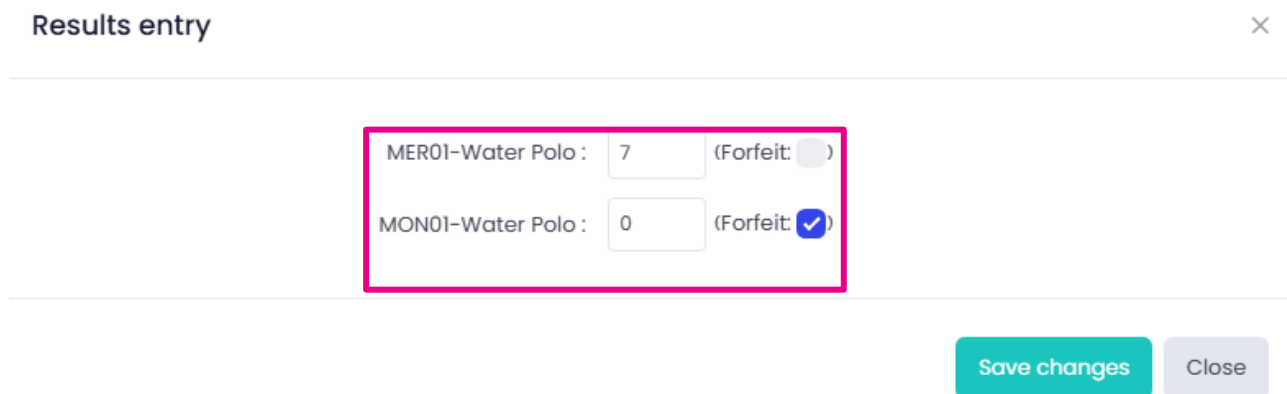 Results entry
MER01-Water Polo : 7 (Forfeit: )
MON01-Water Polo : 0 (Forfeit: )
Save changes Close